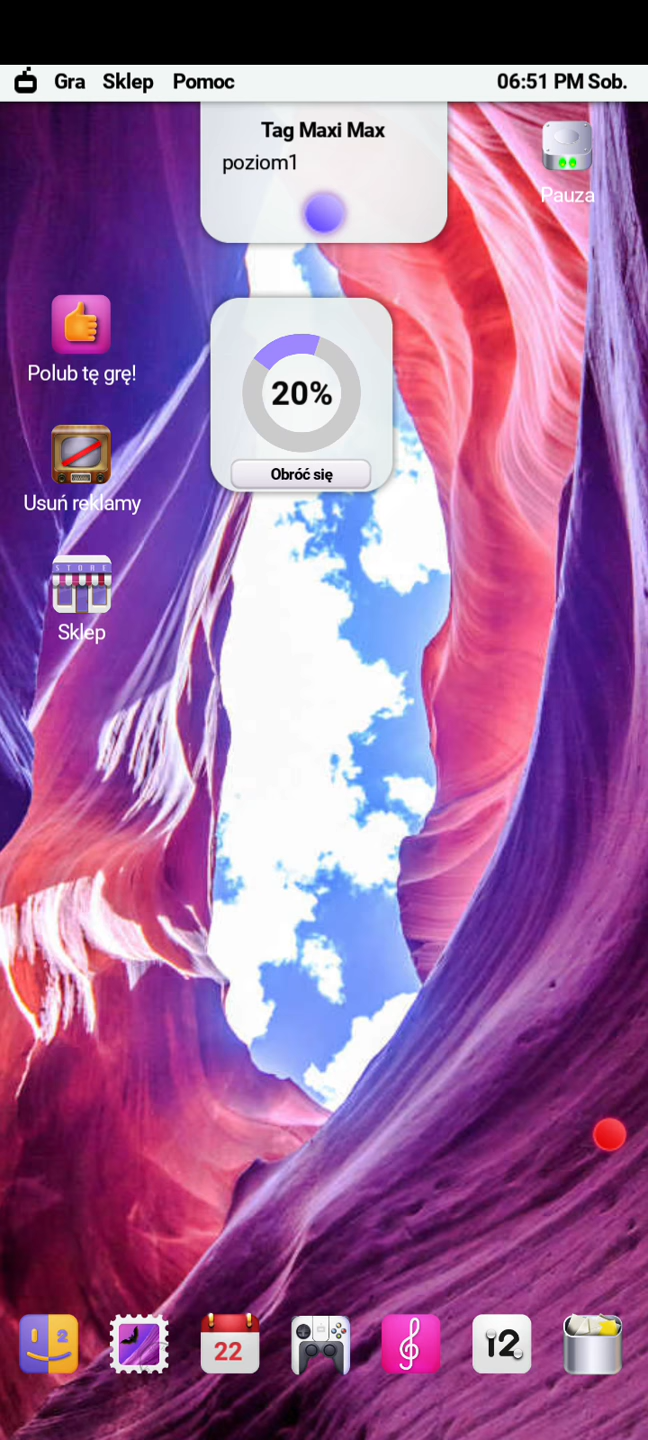 Gra Sklep Pomoc 06:51 PM Sob.
Tag Maxi Max
poziom1
Pauza
Polub tę grę!
20%
Obróć się
Usuń reklamy
STORE
Sklep
2
22
12